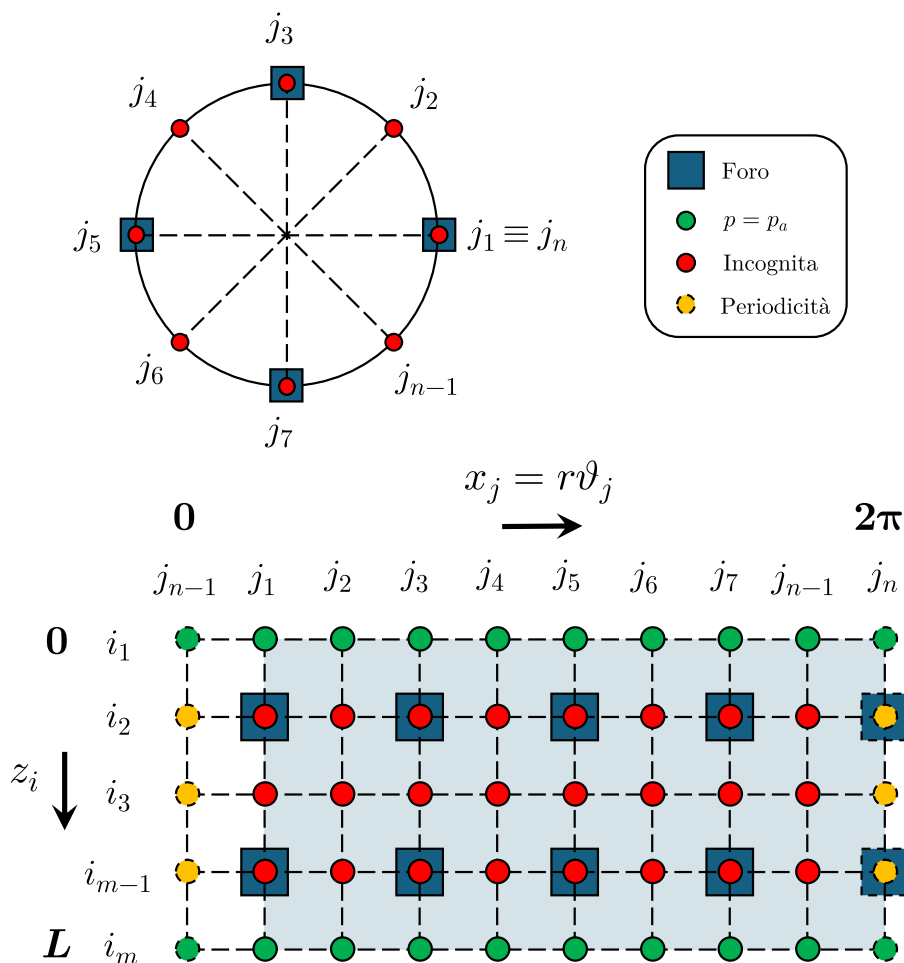 j₃
j₄ j₂
j₅ j₁ ≡ jₙ
j₆ jₙ₋₁
j₇
Foro
p = pₐ
Incognita
Periodicità
xⱼ = rϑⱼ
0 2π
jₙ₋₁ j₁ j₂ j₃ j₄ j₅ j₆ j₇ jₙ₋₁ jₙ
0 i₁
i₂
zᵢ i₃
iₘ₋₁
L iₘ